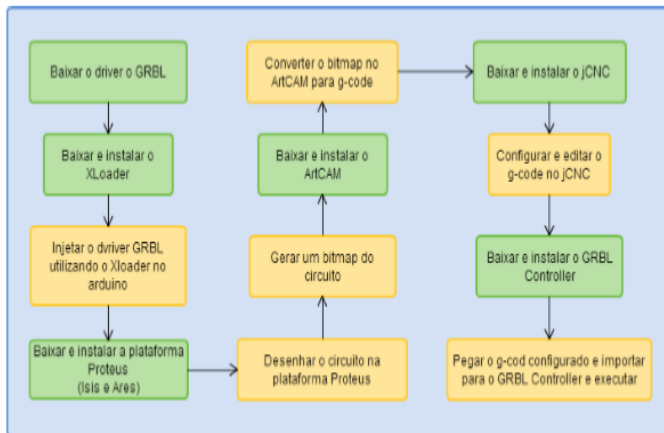 Baixar o driver o GRBL
Baixar e instalar o
XLoader
Injetar o dvriver GRBL
utilizando o Xloader no
arduino
Baixar e instalar a plataforma
Proteus
(Isis e Ares)
Desenhar o circuito na
plataforma Proteus
Gerar um bitmap do
circuito
Baixar e instalar o
ArtCAM
Converter o bitmap no
ArtCAM para g-code
Baixar e instalar o jCNC
Configurar e editar o
g-code no jCNC
Baixar e instalar o GRBL
Controller
Pegar o g-cod configurado e importar
para o GRBL Controller e executar